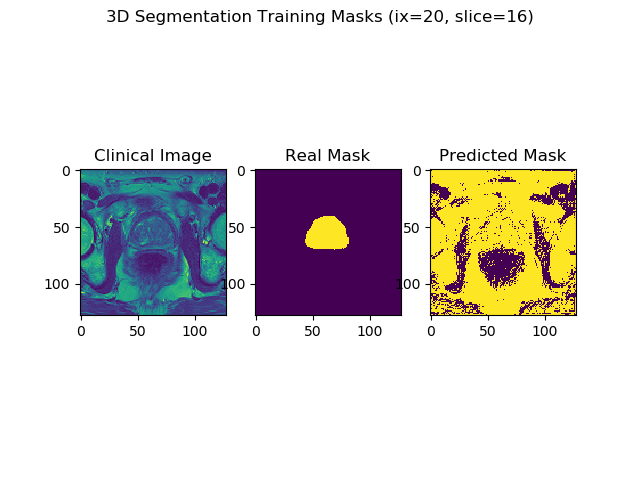 3D Segmentation Training Masks (ix=20, slice=16)
Clinical Image Real Mask Predicted Mask
0 0 0
50 50 50
100 100 100
0 50 100 0 50 100 0 50 100